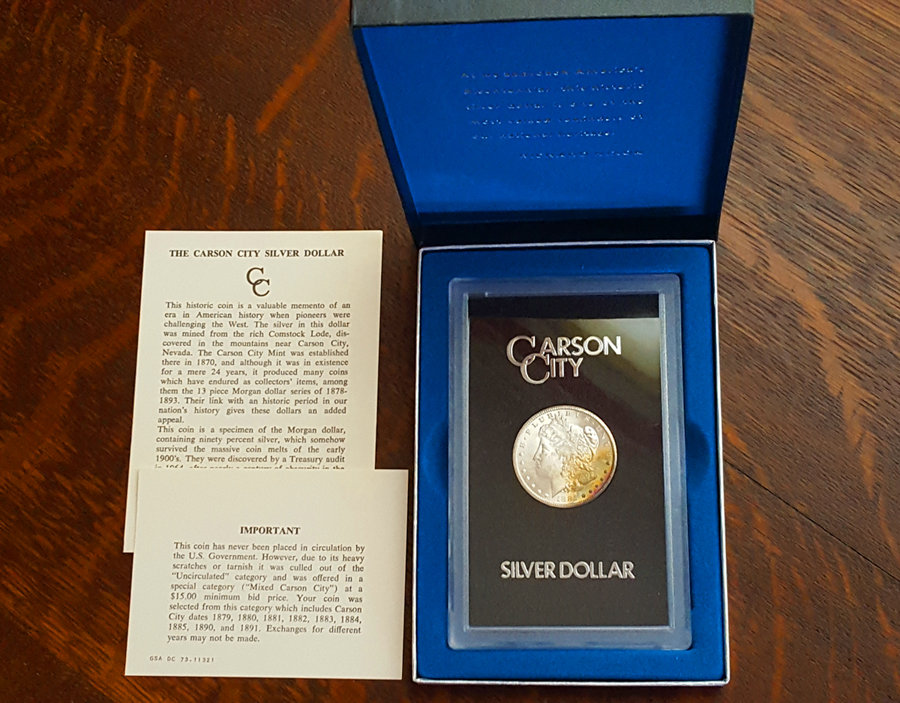 THE CARSON CITY SILVER DOLLAR
CC
This historic coin is a valuable memento of an
era in American history when pioneers were
challenging the West. The silver in this dollar
was mined from the rich Comstock Lode, dis-
covered in the mountains near Carson City,
Nevada. The Carson City Mint was established
there in 1870, and although it was in existence
for a mere 24 years, it produced many coins
which have endured as collectors' items, among
them the 13 piece Morgan dollar series of 1878-
1893. Their link with an historic period in our
nation's history gives these dollars an added
appeal.
This coin is a specimen of the Morgan dollar,
containing ninety percent silver, which somehow
survived the massive coin melts of the early
1900's. They were discovered by a Treasury audit
in 1964, after nearly a century of obscurity in the
IMPORTANT
This coin has never been placed in circulation by
the U.S. Government. However, due to its heavy
scratches or tarnish it was culled out of the
"Uncirculated" category and was offered in a
special category ("Mixed Carson City") at a
$15.00 minimum bid price. Your coin was
selected from this category which includes Carson
City dates 1879, 1880, 1881, 1882, 1883, 1884,
1885, 1890, and 1891. Exchanges for different
years may not be made.
GSA DC 73-11321
CARSON
CITY
E·PLURIBUS·
SILVER DOLLAR